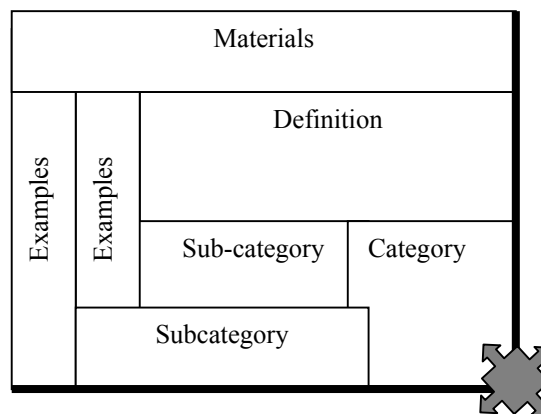 Materials
Examples
Examples
Definition
Sub-category
Category
Subcategory